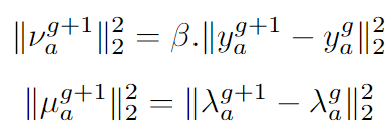 ‖ν_a^{g+1}‖_2^2 = β.‖y_a^{g+1} − y_a^g‖_2^2
‖μ_a^{g+1}‖_2^2 = ‖λ_a^{g+1} − λ_a^g‖_2^2